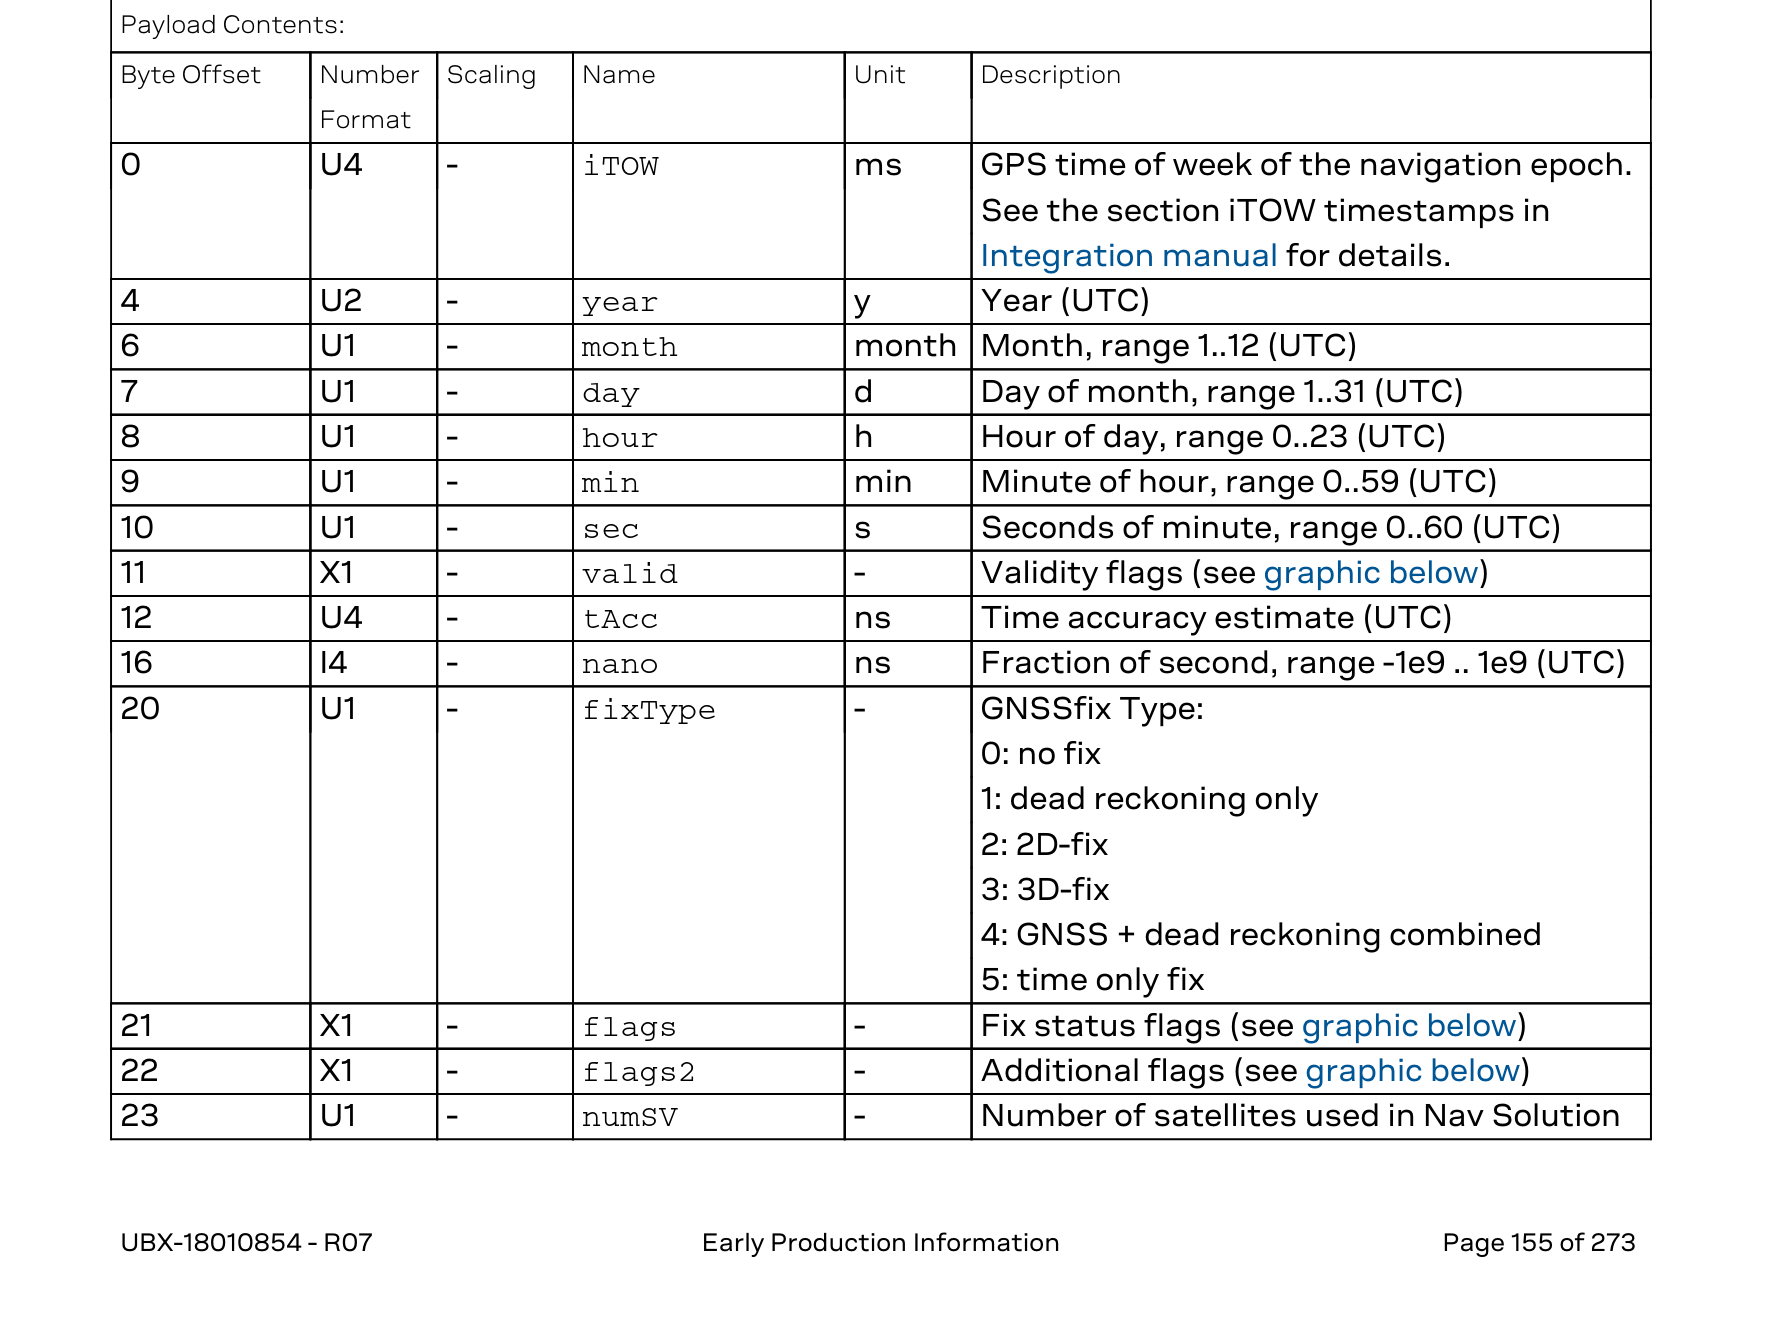 Payload Contents:
Byte Offset Number Format Scaling Name Unit Description
0 U4 - iTOW ms GPS time of week of the navigation epoch.
See the section iTOW timestamps in
Integration manual for details.
4 U2 - year y Year (UTC)
6 U1 - month month Month, range 1..12 (UTC)
7 U1 - day d Day of month, range 1..31 (UTC)
8 U1 - hour h Hour of day, range 0..23 (UTC)
9 U1 - min min Minute of hour, range 0..59 (UTC)
10 U1 - sec s Seconds of minute, range 0..60 (UTC)
11 X1 - valid - Validity flags (see graphic below)
12 U4 - tAcc ns Time accuracy estimate (UTC)
16 I4 - nano ns Fraction of second, range -1e9 .. 1e9 (UTC)
20 U1 - fixType - GNSSfix Type:
0: no fix
1: dead reckoning only
2: 2D-fix
3: 3D-fix
4: GNSS + dead reckoning combined
5: time only fix
21 X1 - flags - Fix status flags (see graphic below)
22 X1 - flags2 - Additional flags (see graphic below)
23 U1 - numSV - Number of satellites used in Nav Solution
UBX-18010854 - R07 Early Production Information Page 155 of 273